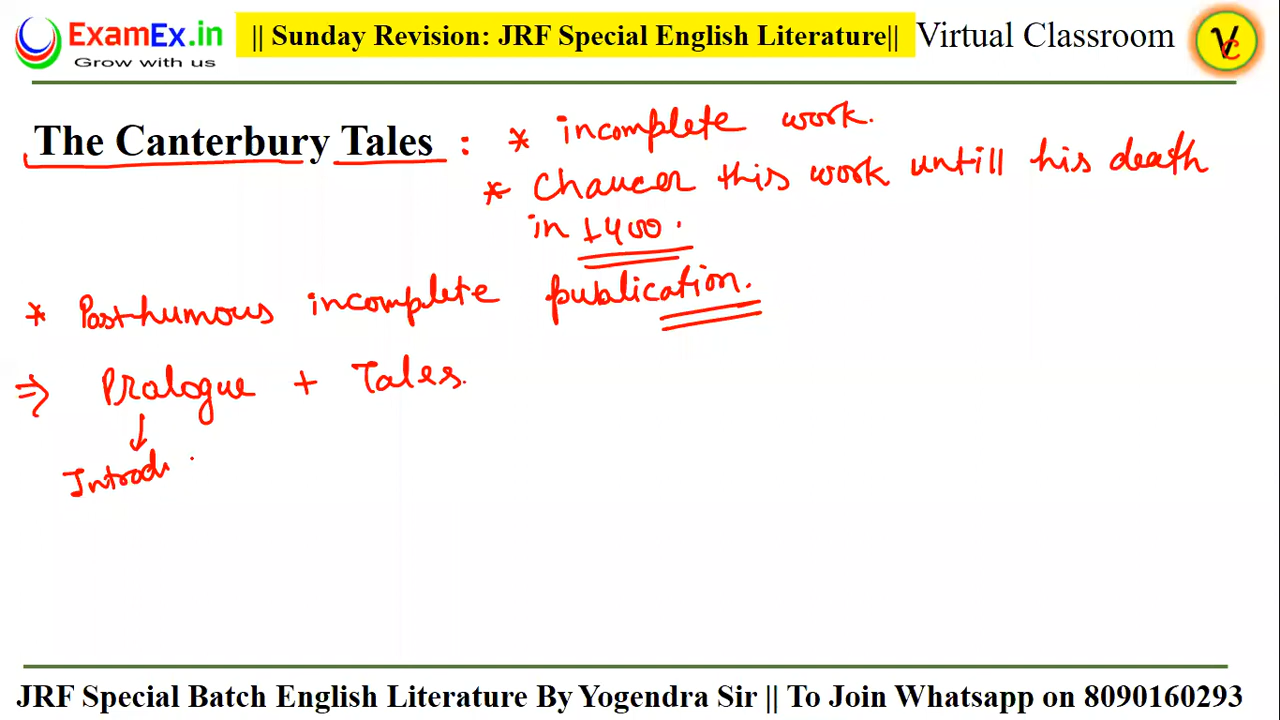 ExamEx.in
Grow with us
|| Sunday Revision: JRF Special English Literature||
Virtual Classroom
VC
The Canterbury Tales : * incomplete work.
* Chaucer this work untill his death
in 1400.
* Posthumous incomplete publication.
⇒ Prologue + Tales.
↓
Introdu
JRF Special Batch English Literature By Yogendra Sir || To Join Whatsapp on 8090160293